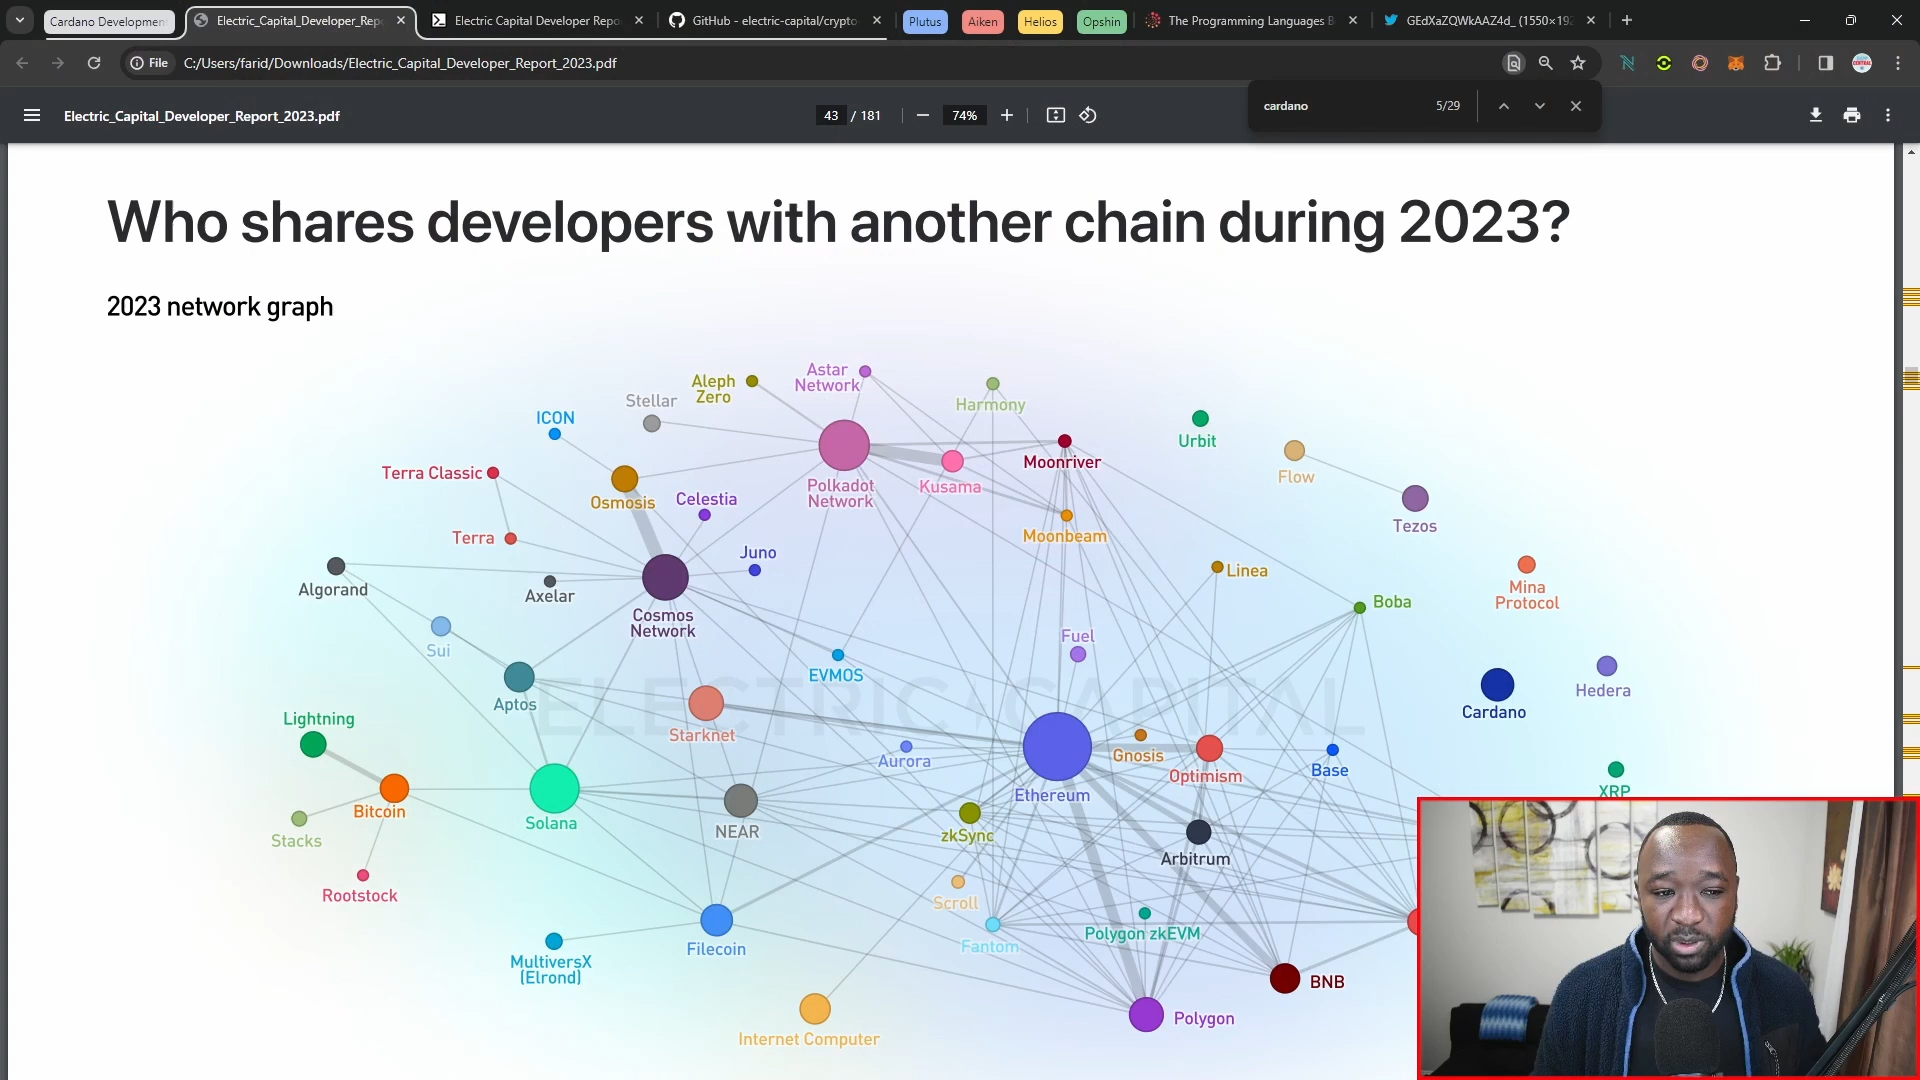 Cardano Development
Electric_Capital_Developer_Repo
Electric Capital Developer Repo
GitHub - electric-capital/crypto
Plutus
Aiken
Helios
Opshin
The Programming Languages B
GEdXaZQWkAAZ4d_ (1550×192
File
C:/Users/farid/Downloads/Electric_Capital_Developer_Report_2023.pdf
cardano
5/29
Electric_Capital_Developer_Report_2023.pdf
43 / 181
74%
Who shares developers with another chain during 2023?
2023 network graph
Astar
Network
Aleph
Zero
Stellar
Harmony
ICON
Urbit
Moonriver
Terra Classic
Flow
Polkadot
Network
Kusama
Osmosis
Celestia
Tezos
Moonbeam
Terra
Juno
Linea
Algorand
Axelar
Mina
Protocol
Boba
Cosmos
Network
Fuel
Sui
EVMOS
Hedera
Aptos
Cardano
ELECTRIC CAPITAL
Lightning
Starknet
Aurora
Gnosis
Optimism
Base
Ethereum
XRP
Bitcoin
Solana
NEAR
zkSync
Stacks
Arbitrum
Rootstock
Scroll
Polygon zkEVM
Fantom
Filecoin
MultiversX
(Elrond)
BNB
Polygon
Internet Computer